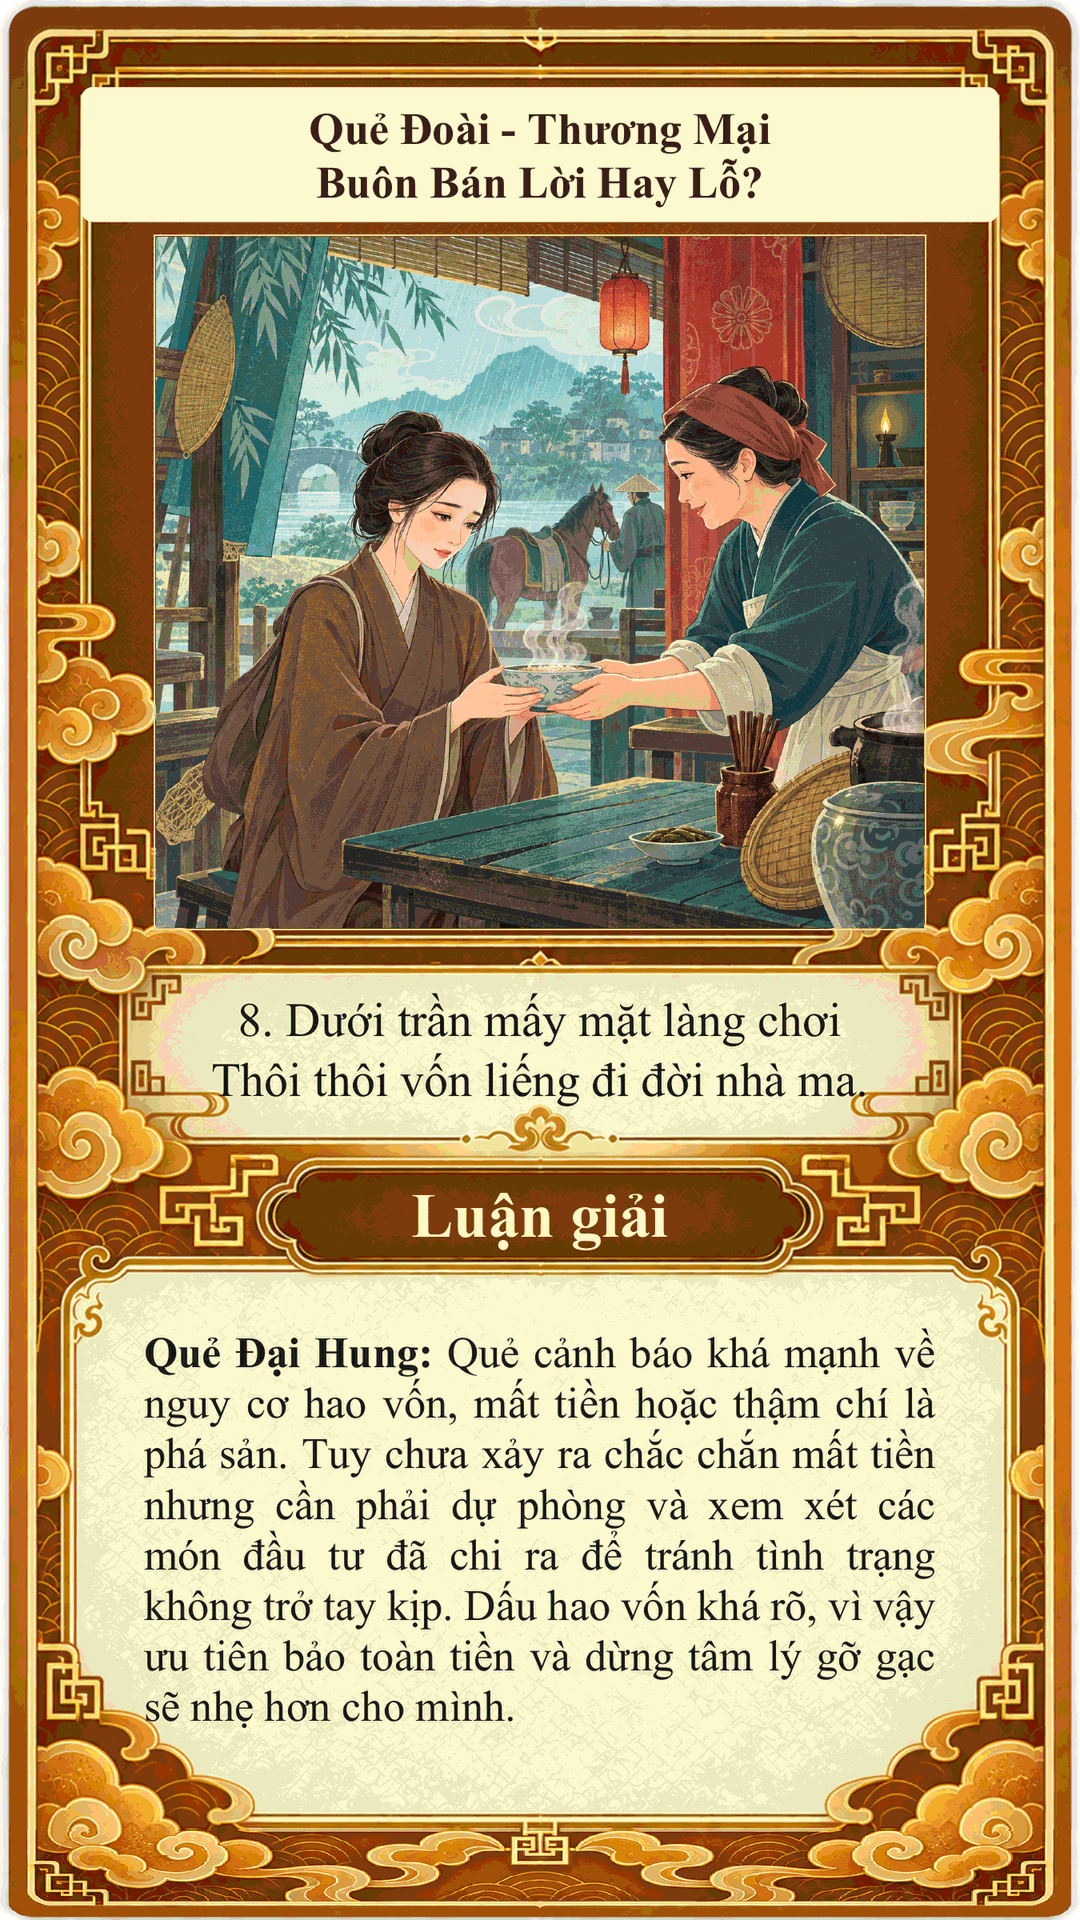 Quẻ Đoài - Thương Mại
Buôn Bán Lời Hay Lỗ?
8. Dưới trần mấy mặt làng chơi
Thôi thôi vốn liếng đi đời nhà ma.
Luận giải
Quẻ Đại Hung: Quẻ cảnh báo khá mạnh về
nguy cơ hao vốn, mất tiền hoặc thậm chí là
phá sản. Tuy chưa xảy ra chắc chắn mất tiền
nhưng cần phải dự phòng và xem xét các
món đầu tư đã chi ra để tránh tình trạng
không trở tay kịp. Dấu hao vốn khá rõ, vì vậy
ưu tiên bảo toàn tiền và dừng tâm lý gỡ gạc
sẽ nhẹ hơn cho mình.